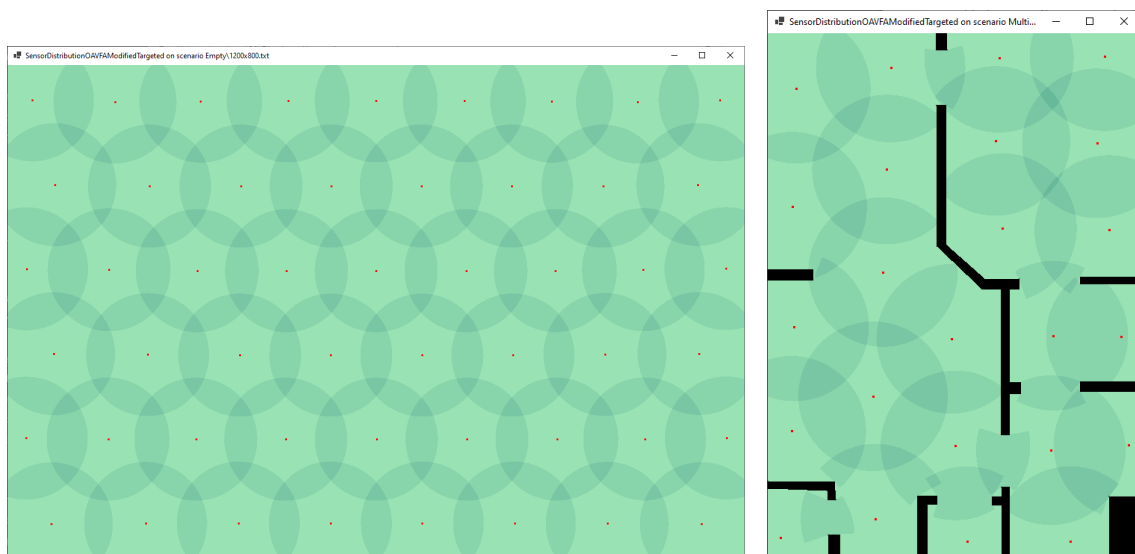 SensorDistributionOAVFAModifiedTargeted on scenario Empty\1200x800.txt
SensorDistributionOAVFAModifiedTargeted on scenario Multi...